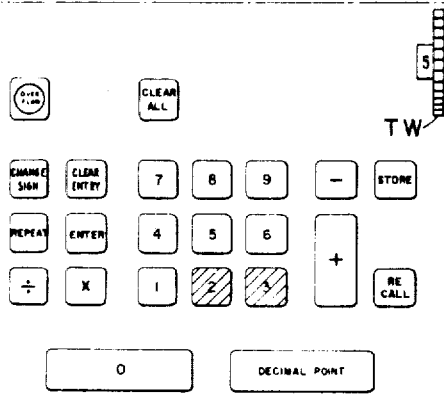 5
OVER
FLOW
CLEAR
ALL
TW
CHANGE
SIGN
CLEAR
ENTRY
7
8
9
−
STORE
REPEAT
ENTER
4
5
6
+
÷
X
1
2
3
RE
CALL
0
DECIMAL POINT